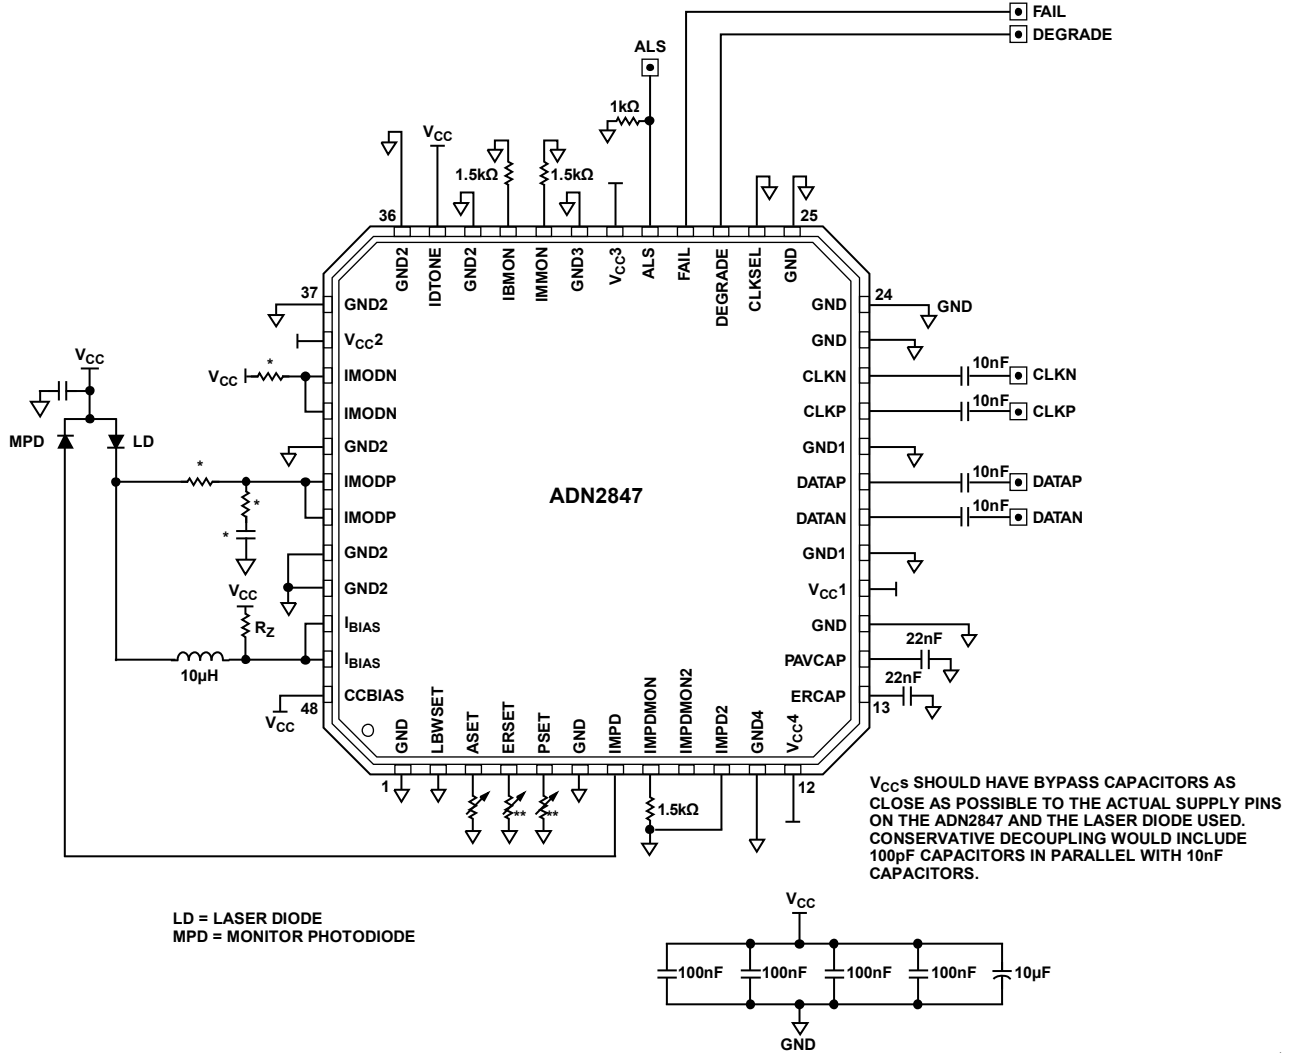 FAIL
DEGRADE
ALS
1kΩ
VCC
1.5kΩ
1.5kΩ
36
25
GND2
IDTONE
GND2
IBMON
IMMON
GND3
VCC3
ALS
FAIL
DEGRADE
CLKSEL
GND
37
GND2
VCC2
VCC
*
IMODN
IMODN
GND2
VCC
MPD
LD
*
IMODP
*
*
IMODP
GND2
GND2
VCC
RZ
IBIAS
IBIAS
10µH
CCBIAS
48
VCC
ADN2847
24
GND
GND
GND
CLKN
10nF
CLKN
CLKP
10nF
CLKP
GND1
DATAP
10nF
DATAP
DATAN
10nF
DATAN
GND1
VCC1
GND
22nF
PAVCAP
22nF
ERCAP
13
GND
LBWSET
ASET
ERSET
PSET
GND
IMPD
IMPDMON
IMPDMON2
IMPD2
GND4
VCC4
1
12
**
**
1.5kΩ
VCCS SHOULD HAVE BYPASS CAPACITORS AS
CLOSE AS POSSIBLE TO THE ACTUAL SUPPLY PINS
ON THE ADN2847 AND THE LASER DIODE USED.
CONSERVATIVE DECOUPLING WOULD INCLUDE
100pF CAPACITORS IN PARALLEL WITH 10nF
CAPACITORS.
LD = LASER DIODE
MPD = MONITOR PHOTODIODE
VCC
100nF
100nF
100nF
100nF
10µF
GND